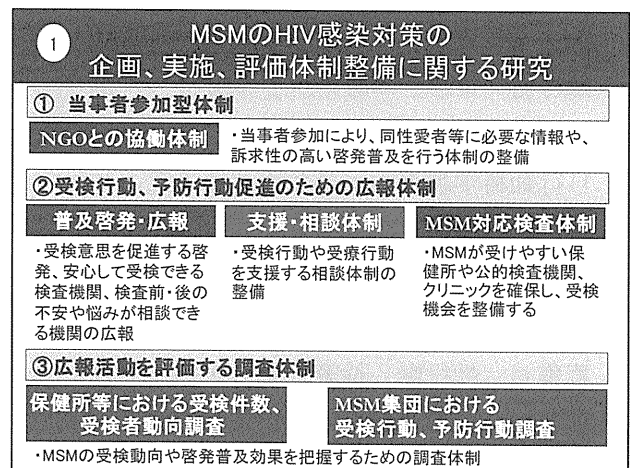 1
MSMのHIV感染対策の
企画、実施、評価体制整備に関する研究
① 当事者参加型体制
NGOとの協働体制
・当事者参加により、同性愛者等に必要な情報や、
訴求性の高い啓発普及を行う体制の整備
②受検行動、予防行動促進のための広報体制
普及啓発・広報
・受検意思を促進する啓
発、安心して受検できる
検査機関、検査前・後の
不安や悩みが相談でき
る機関の広報
支援・相談体制
・受検行動や受療行動
を支援する相談体制の
整備
MSM対応検査体制
・MSMが受けやすい保
健所や公的検査機関、
クリニックを確保し、受検
機会を整備する
③広報活動を評価する調査体制
保健所等における受検件数、
受検者動向調査
MSM集団における
受検行動、予防行動調査
・MSMの受検動向や啓発普及効果を把握するための調査体制